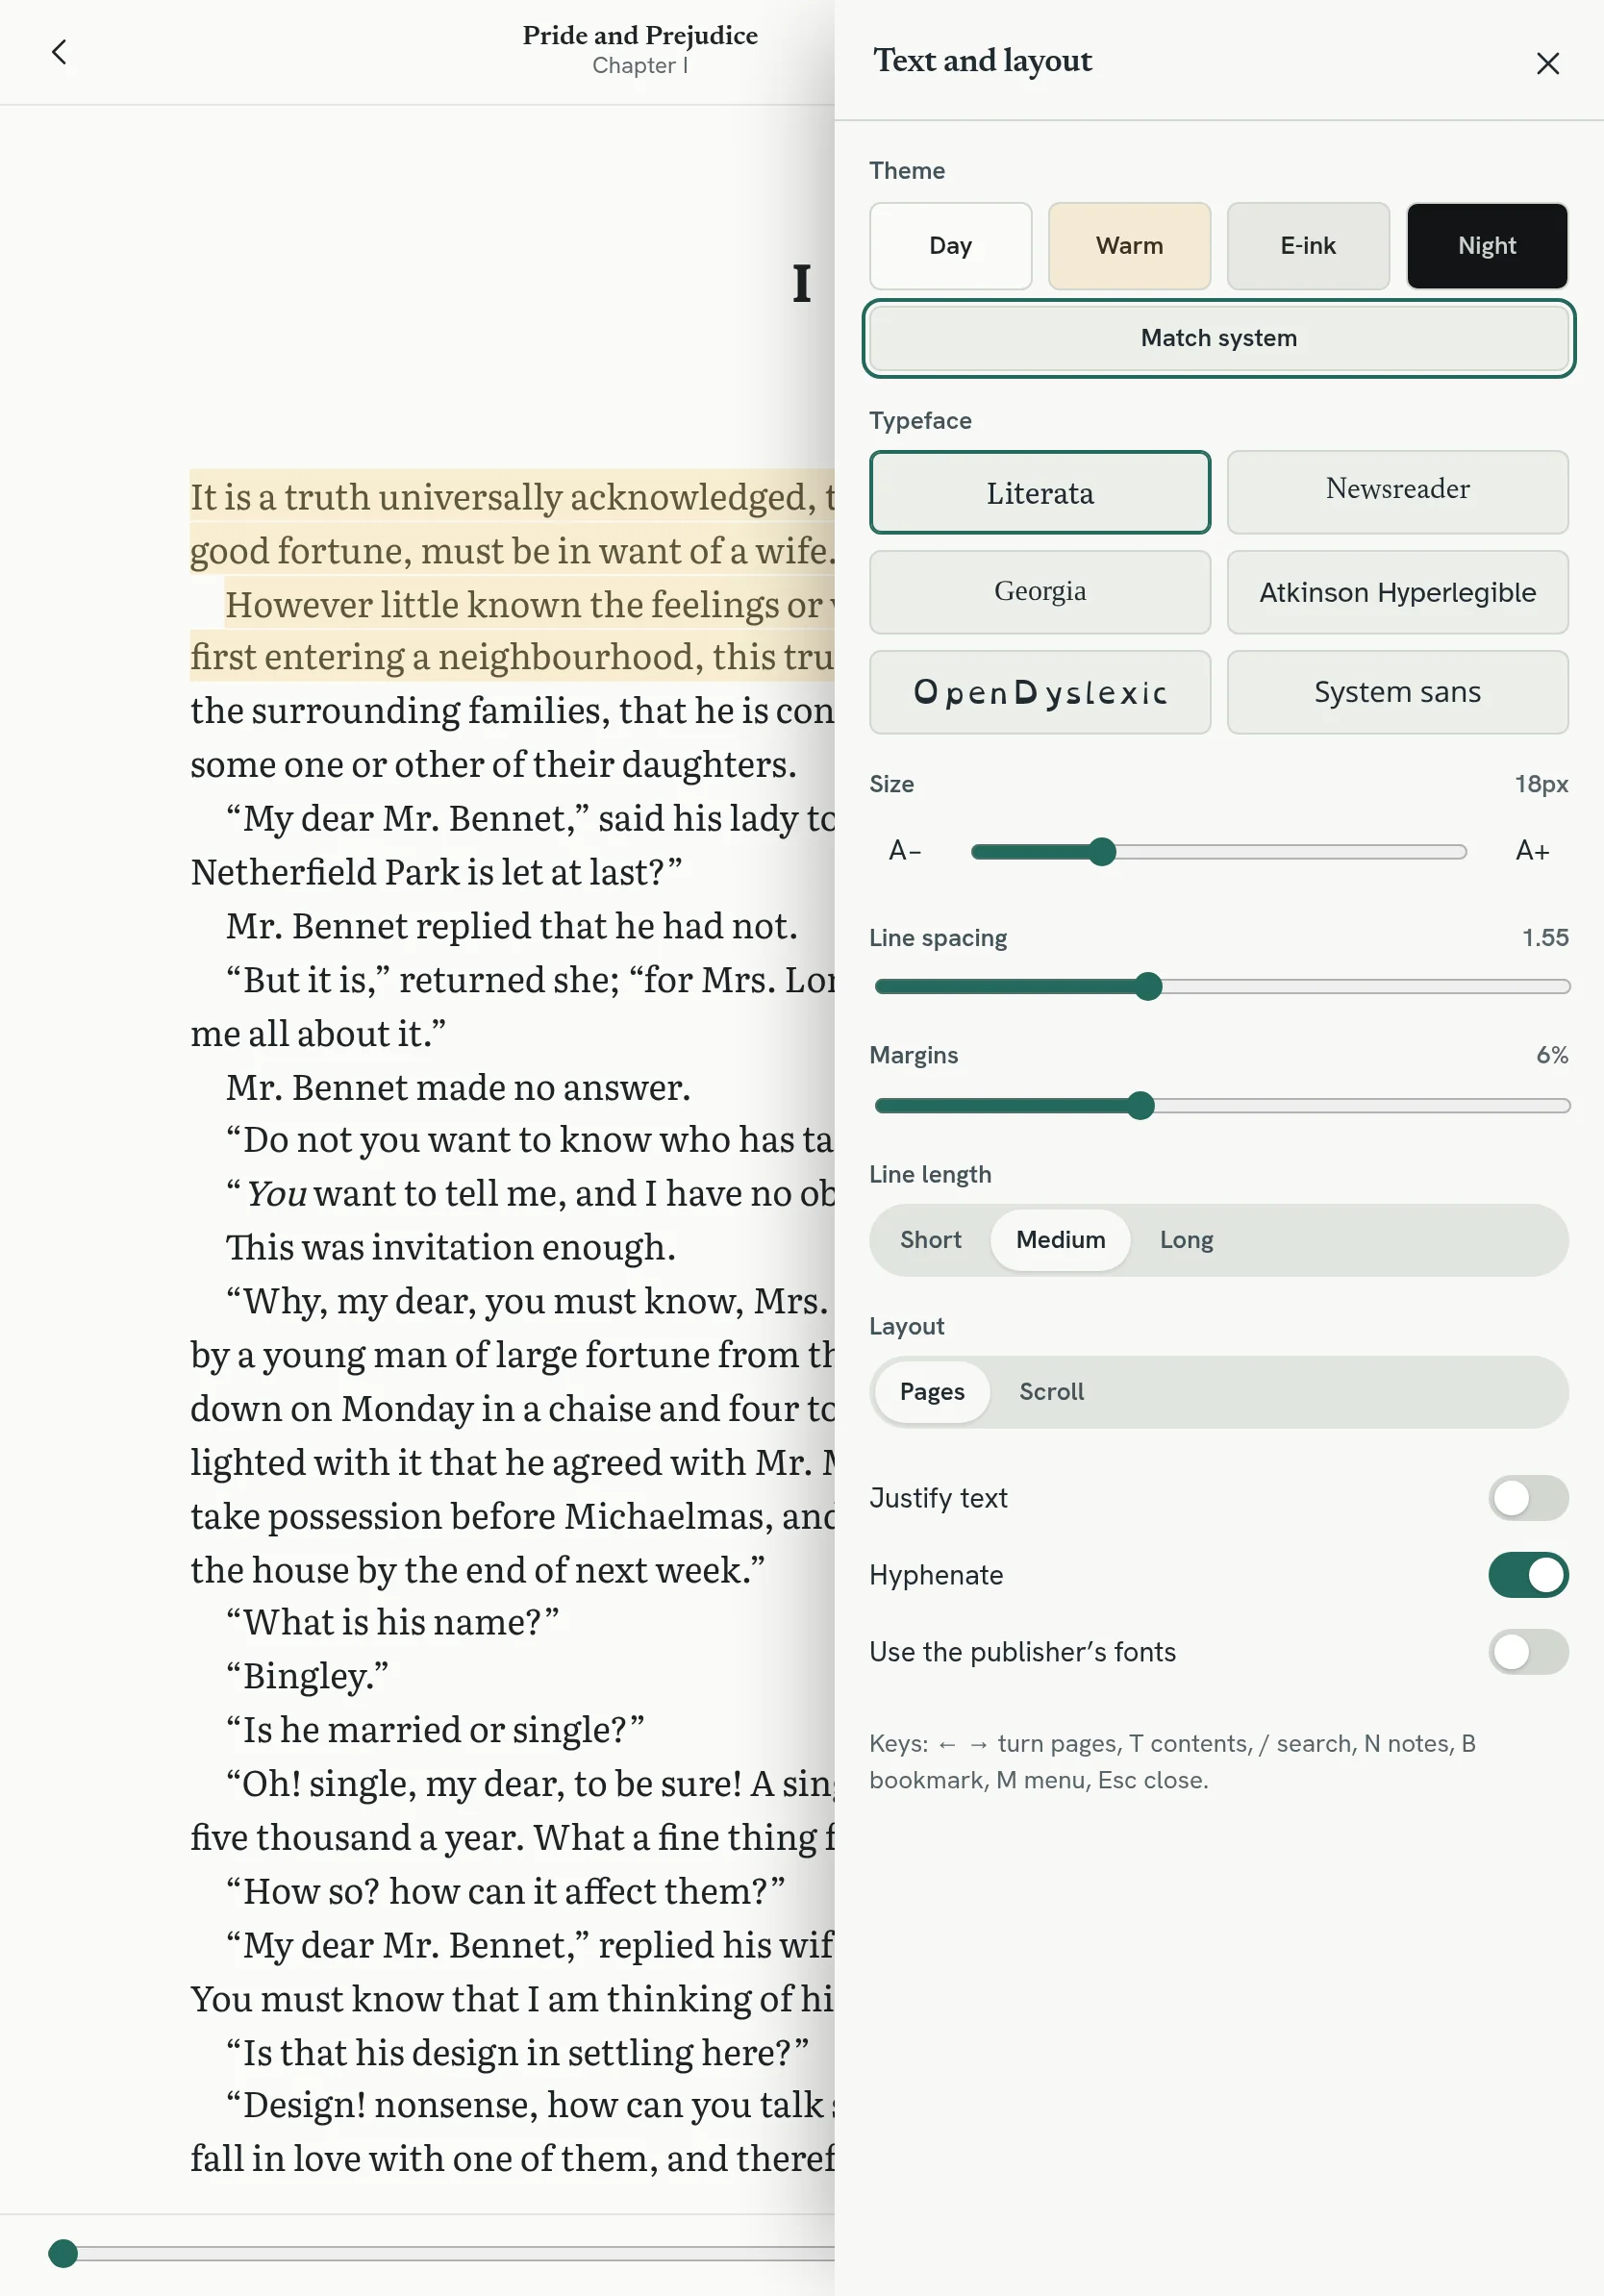 Pride and Prejudice
Chapter I
I
It is a truth universally acknowledged,
good fortune, must be in want of a wife.
However little known the feelings or
first entering a neighbourhood, this
the surrounding families, that he is
some one or other of their daughters.
“My dear Mr. Bennet,” said his lady to
Netherfield Park is let at last?”
Mr. Bennet replied that he had not.
“But it is,” returned she; “for Mrs.
me all about it.”
Mr. Bennet made no answer.
“Do not you want to know who has
“You want to tell me, and I have no
This was invitation enough.
“Why, my dear, you must know, Mrs.
by a young man of large fortune from
down on Monday in a chaise and four to
lighted with it that he agreed with Mr.
take possession before Michaelmas, and
the house by the end of next week.”
“What is his name?”
“Bingley.”
“Is he married or single?”
“Oh! single, my dear, to be sure! A
five thousand a year. What a fine thing
“How so? how can it affect them?”
“My dear Mr. Bennet,” replied his
You must know that I am thinking of
“Is that his design in settling here?”
“Design! nonsense, how can you talk
fall in love with one of them, and
Text and layout
Theme
Day
Warm
E-ink
Night
Match system
Typeface
Literata
Newsreader
Georgia
Atkinson Hyperlegible
OpenDyslexic
System sans
Size 18px
A− A+
Line spacing 1.55
Margins 6%
Line length
Short Medium Long
Layout
Pages Scroll
Justify text
Hyphenate
Use the publisher’s fonts
Keys: ← → turn pages, T contents, / search, N notes, B
bookmark, M menu, Esc close.